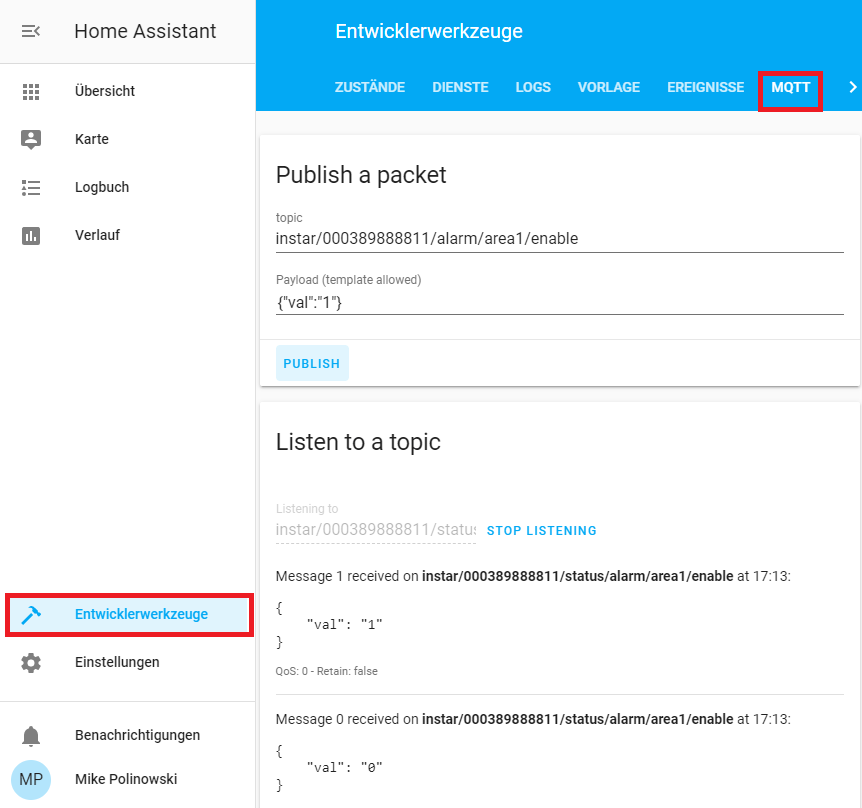 Home Assistant
Übersicht
Karte
Logbuch
Verlauf
Entwicklerwerkzeuge
Einstellungen
Benachrichtigungen
MP
Mike Polinowski
Entwicklerwerkzeuge
ZUSTÄNDE DIENSTE LOGS VORLAGE EREIGNISSE MQTT
Publish a packet
topic
instar/000389888811/alarm/area1/enable
Payload (template allowed)
{"val":"1"}
PUBLISH
Listen to a topic
Listening to
instar/000389888811/status STOP LISTENING
Message 1 received on instar/000389888811/status/alarm/area1/enable at 17:13:
{
"val": "1"
}
QoS: 0 - Retain: false
Message 0 received on instar/000389888811/status/alarm/area1/enable at 17:13:
{
"val": "0"
}